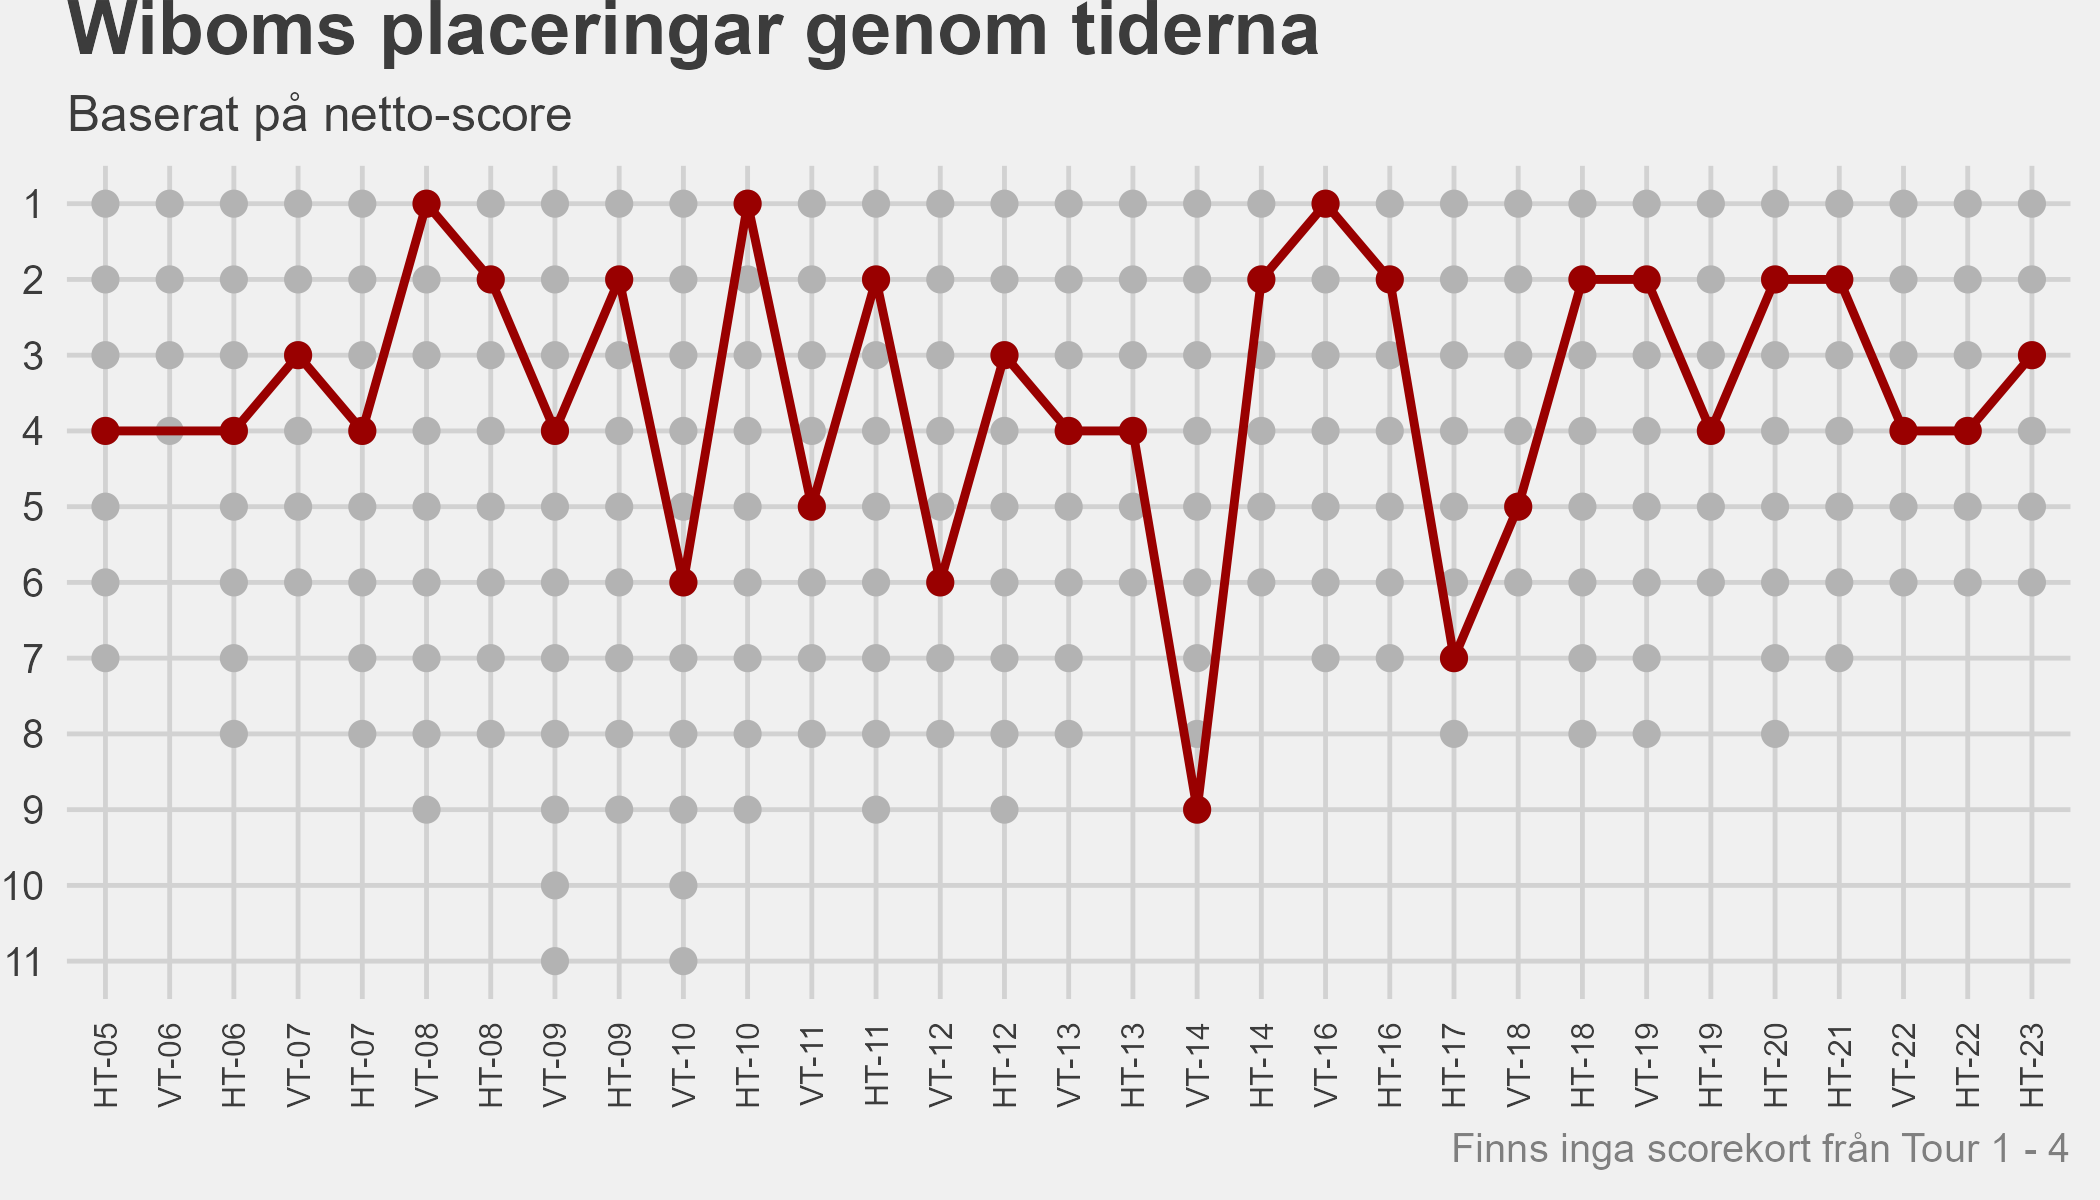 Wiboms placeringar genom tiderna
Baserat på netto-score
1
2
3
4
5
6
7
8
9
10
11
HT-05
VT-06
HT-06
VT-07
HT-07
VT-08
HT-08
VT-09
HT-09
VT-10
HT-10
VT-11
HT-11
VT-12
HT-12
VT-13
HT-13
VT-14
HT-14
VT-16
HT-16
HT-17
VT-18
HT-18
VT-19
HT-19
HT-20
HT-21
VT-22
HT-22
HT-23
Finns inga scorekort från Tour 1 - 4